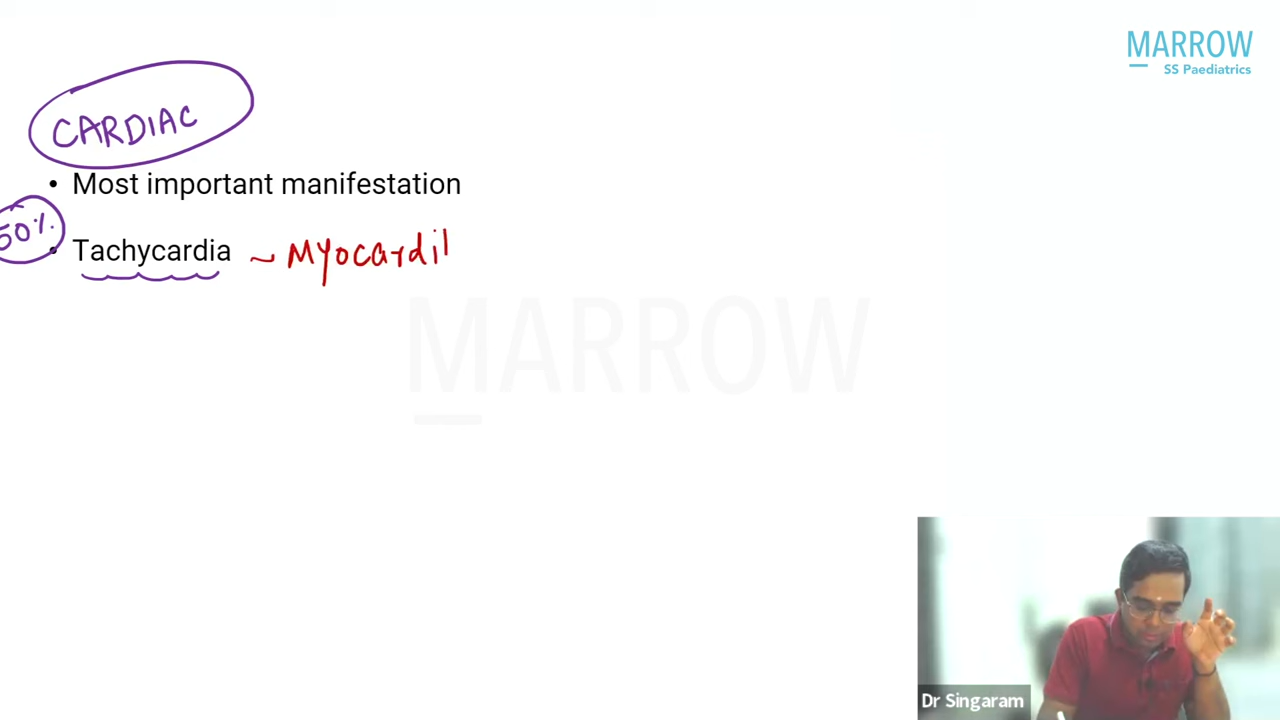 MARROW
SS Paediatrics
CARDIAC
• Most important manifestation
50%.
• Tachycardia ~ Myocardil
MARROW
Dr Singaram